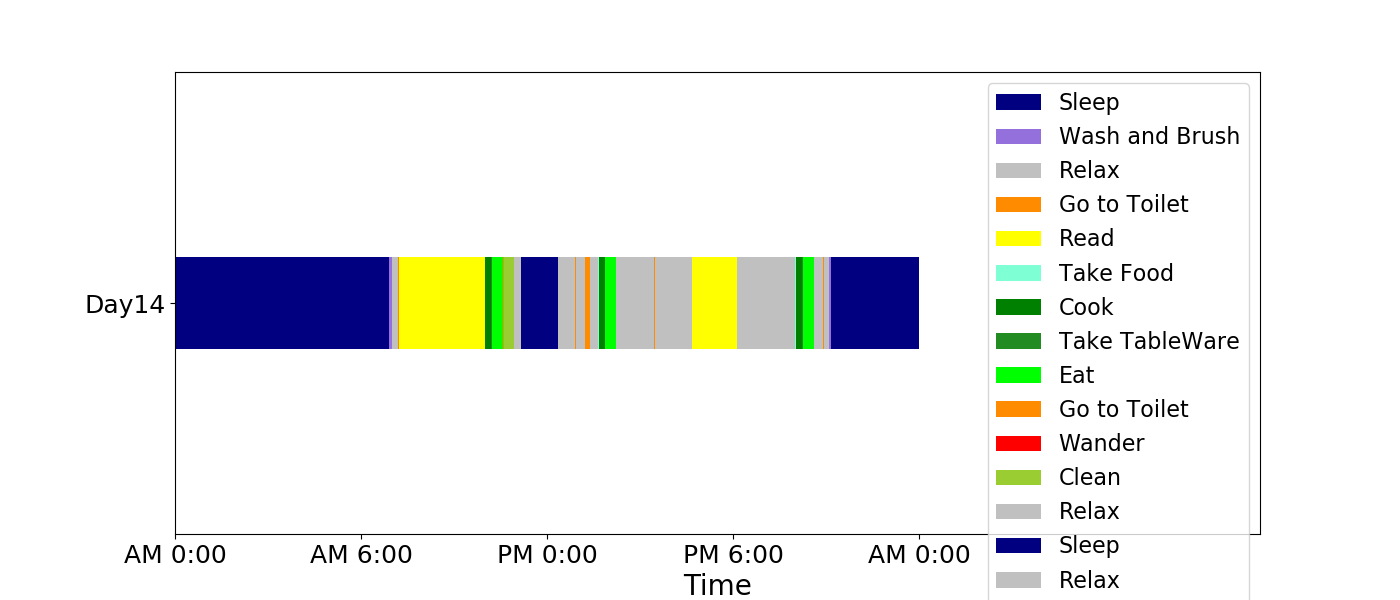 Day14
AM 0:00
AM 6:00
PM 0:00
PM 6:00
AM 0:00
Time
Sleep
Wash and Brush
Relax
Go to Toilet
Read
Take Food
Cook
Take TableWare
Eat
Go to Toilet
Wander
Clean
Relax
Sleep
Relax